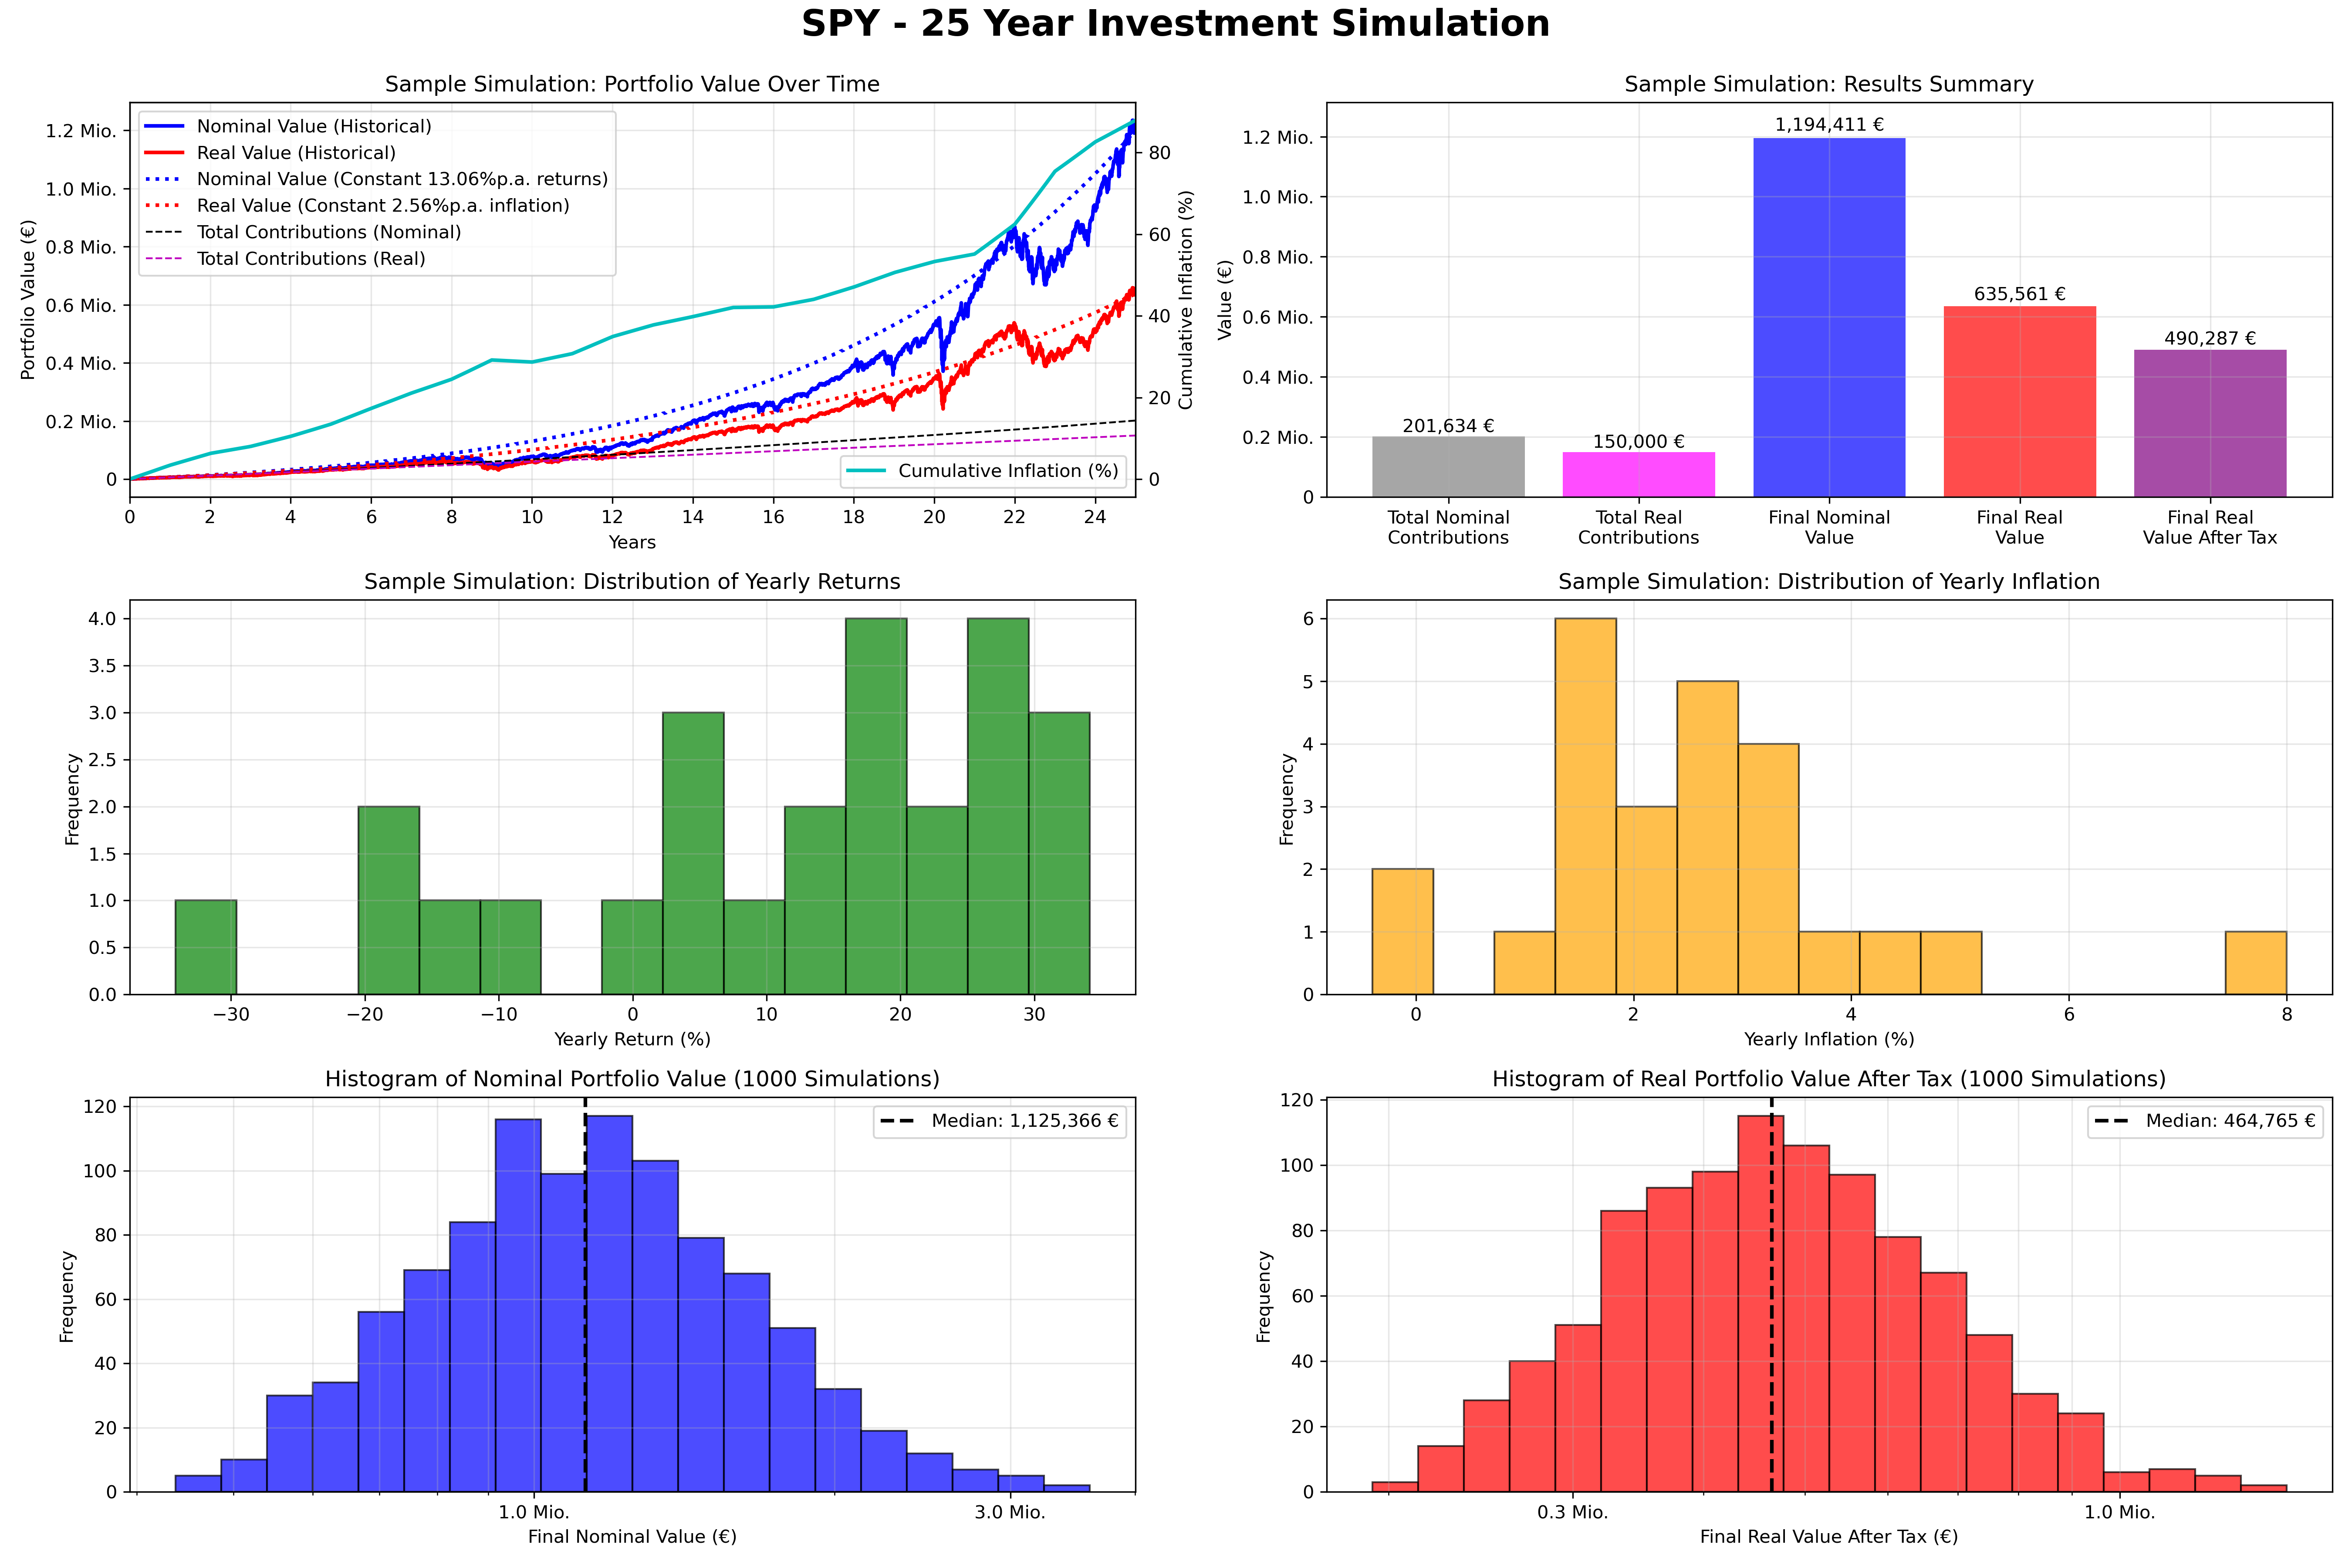 SPY - 25 Year Investment Simulation
Sample Simulation: Portfolio Value Over Time
Nominal Value (Historical)
Real Value (Historical)
Nominal Value (Constant 13.06%p.a. returns)
Real Value (Constant 2.56%p.a. inflation)
Total Contributions (Nominal)
Total Contributions (Real)
Cumulative Inflation (%)
Portfolio Value (€)
1.2 Mio.
1.0 Mio.
0.8 Mio.
0.6 Mio.
0.4 Mio.
0.2 Mio.
0
Cumulative Inflation (%)
80
60
40
20
0
0 2 4 6 8 10 12 14 16 18 20 22 24
Years
Sample Simulation: Results Summary
Value (€)
1.2 Mio.
1.0 Mio.
0.8 Mio.
0.6 Mio.
0.4 Mio.
0.2 Mio.
0
201,634 €
150,000 €
1,194,411 €
635,561 €
490,287 €
Total Nominal
Contributions
Total Real
Contributions
Final Nominal
Value
Final Real
Value
Final Real
Value After Tax
Sample Simulation: Distribution of Yearly Returns
Frequency
4.0
3.5
3.0
2.5
2.0
1.5
1.0
0.5
0.0
−30 −20 −10 0 10 20 30
Yearly Return (%)
Sample Simulation: Distribution of Yearly Inflation
Frequency
6
5
4
3
2
1
0
0 2 4 6 8
Yearly Inflation (%)
Histogram of Nominal Portfolio Value (1000 Simulations)
Median: 1,125,366 €
Frequency
120
100
80
60
40
20
0
1.0 Mio. 3.0 Mio.
Final Nominal Value (€)
Histogram of Real Portfolio Value After Tax (1000 Simulations)
Median: 464,765 €
Frequency
120
100
80
60
40
20
0
0.3 Mio. 1.0 Mio.
Final Real Value After Tax (€)